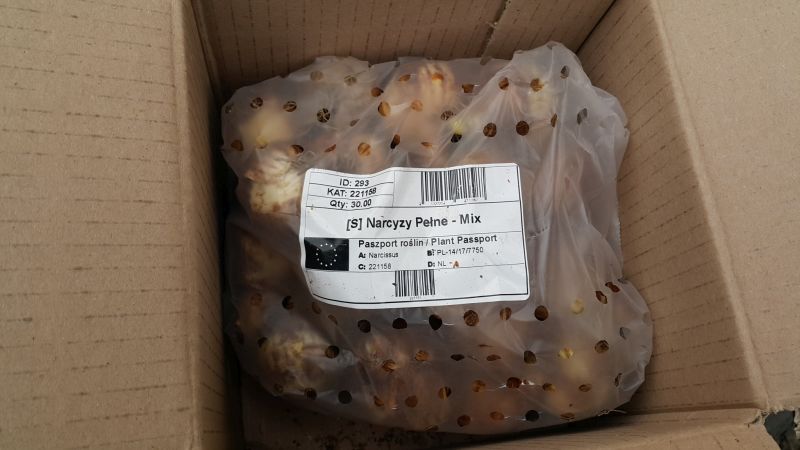 ID: 293
KAT: 221158
Qty: 30.00
[S] Narcyzy Pełne - Mix
Paszport roślin / Plant Passport
A: Narcissus B: PL-14/17/7750
C: 221158 D: NL -